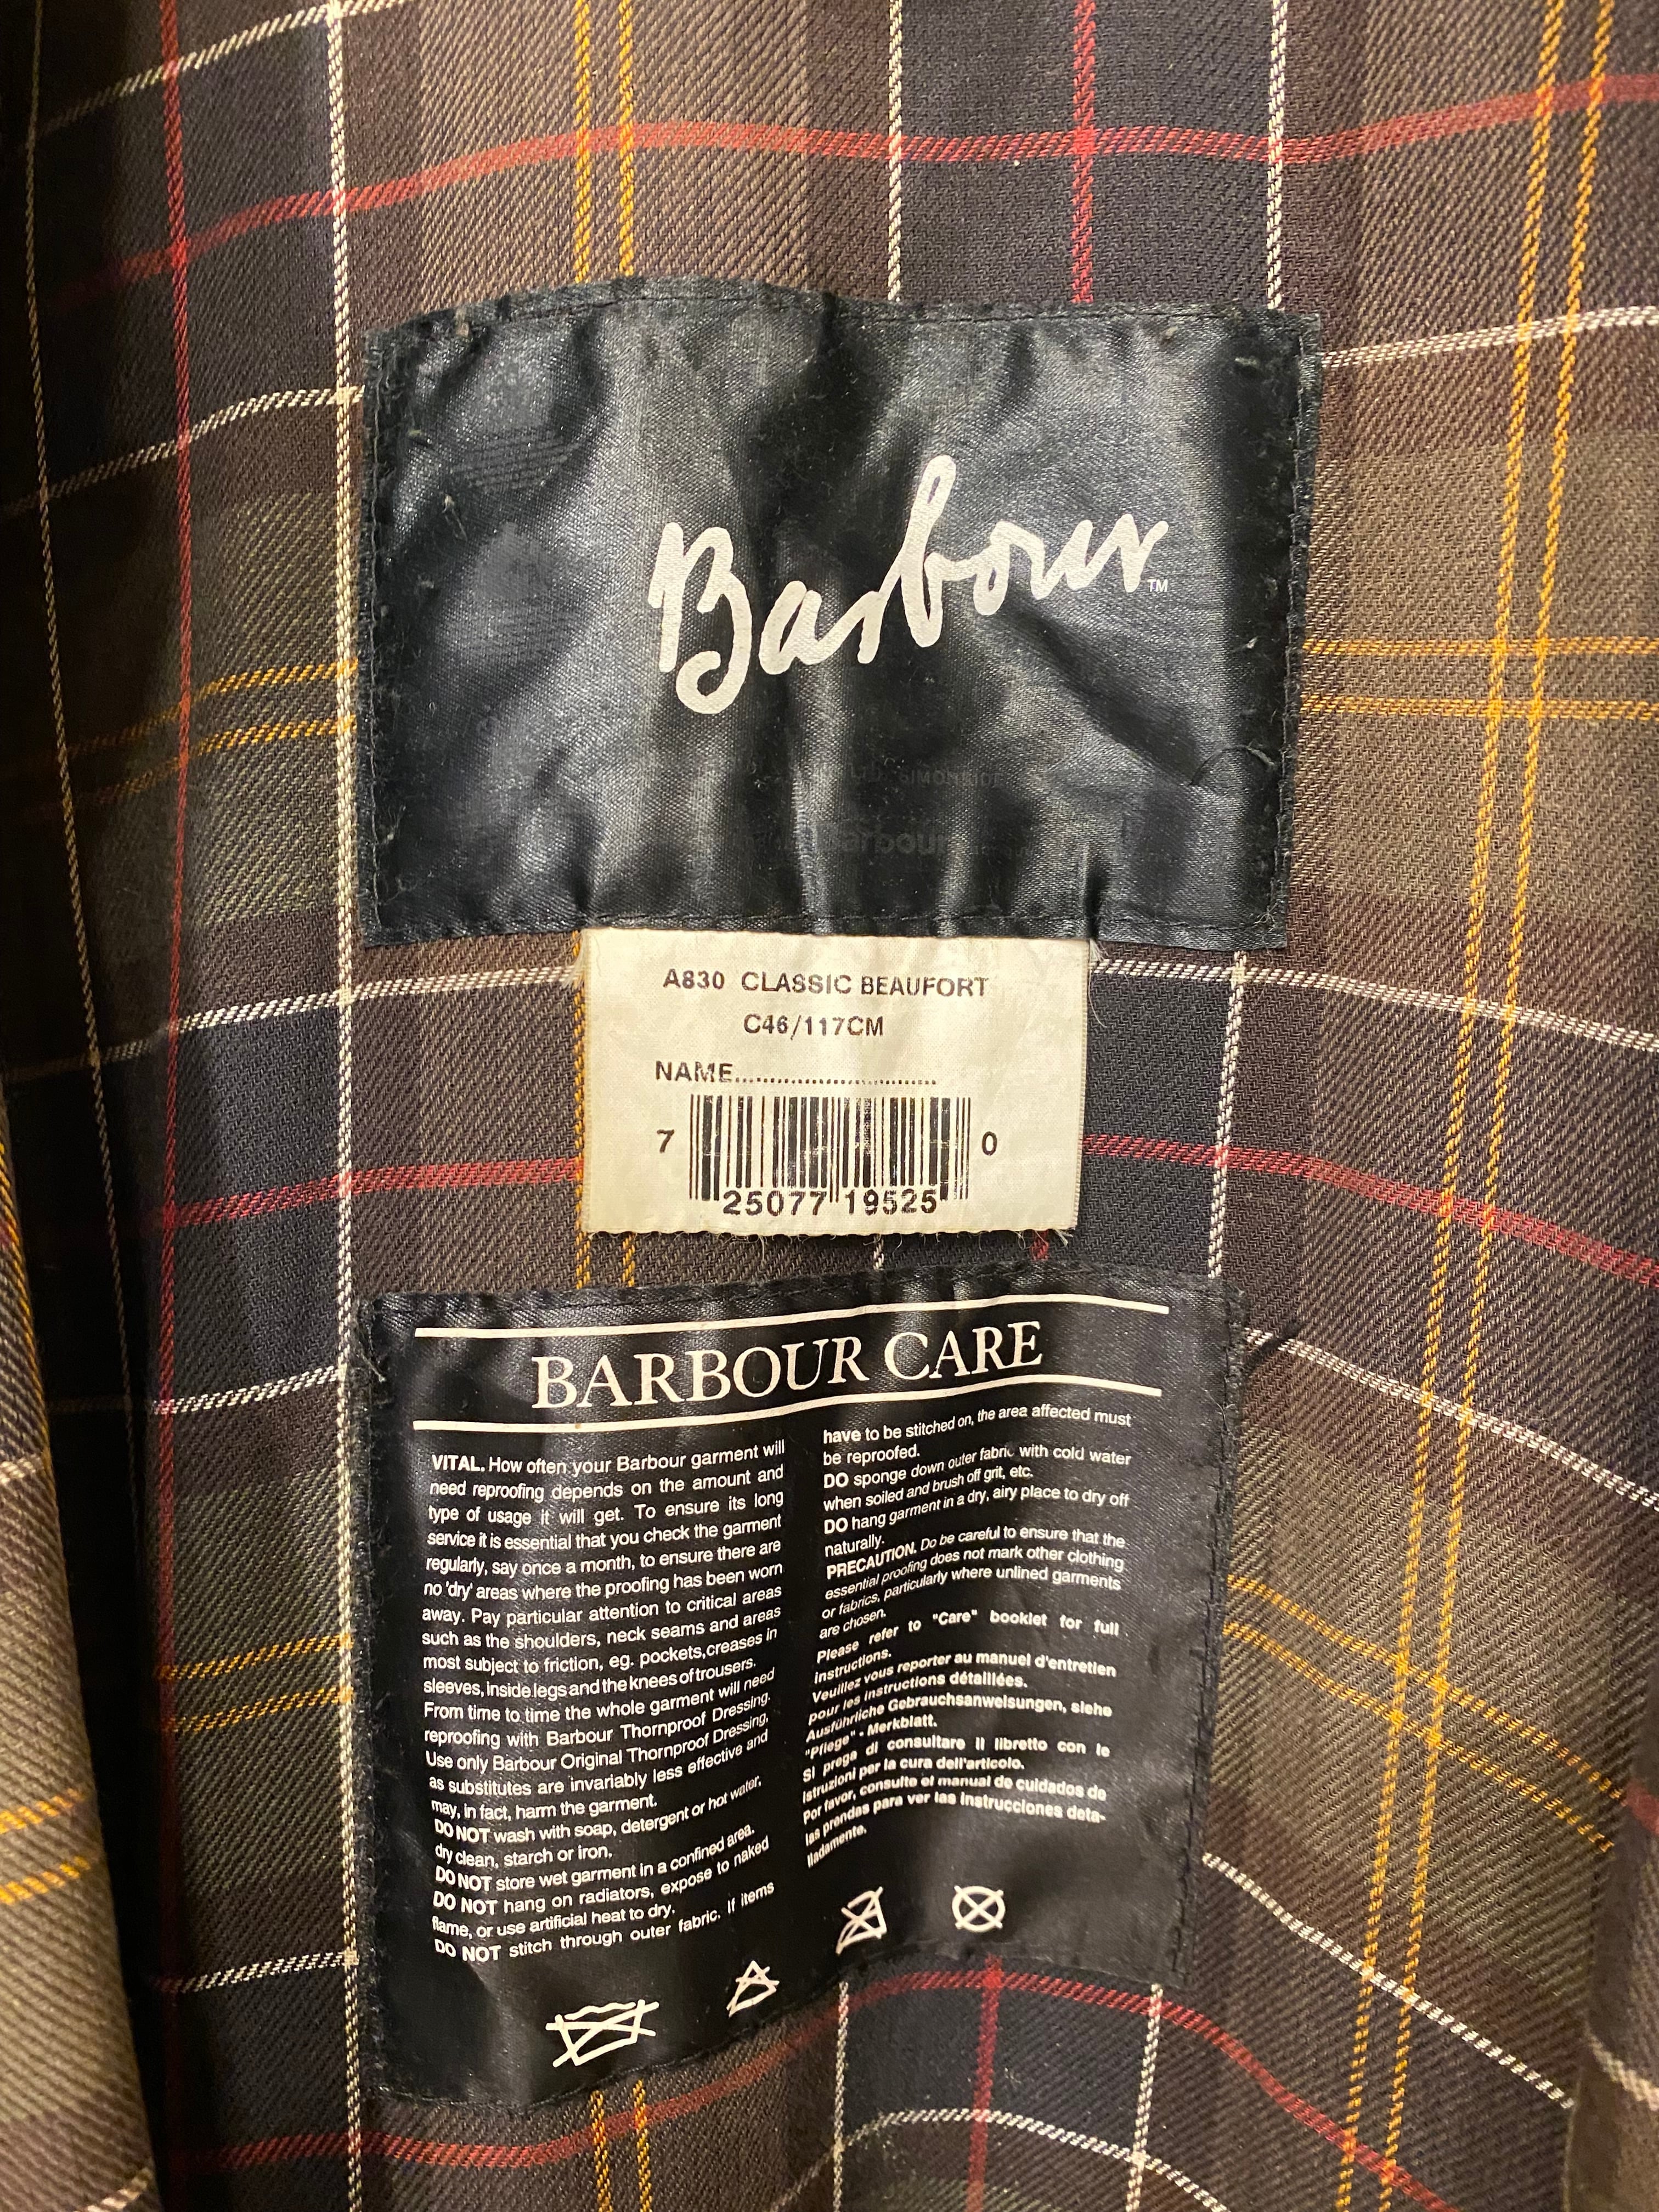 Barbour™
A830 CLASSIC BEAUFORT
C46/117CM
NAME..............................
7 25077 19525 0
BARBOUR CARE
VITAL. How often your Barbour garment will
need reproofing depends on the amount and
type of usage it will get. To ensure its long
service it is essential that you check the garment
regularly, say once a month, to ensure there are
no 'dry' areas where the proofing has been worn
away. Pay particular attention to critical areas
such as the shoulders, neck seams and areas
most subject to friction, eg. pockets, creases in
sleeves, inside legs and the knees of trousers.
From time to time the whole garment will need
reproofing with Barbour Thornproof Dressing.
Use only Barbour Original Thornproof Dressing,
as substitutes are invariably less effective and
may, in fact, harm the garment.
DO NOT wash with soap, detergent or hot water,
dry clean, starch or iron.
DO NOT store wet garment in a confined area.
DO NOT hang on radiators, expose to naked
flame, or use artificial heat to dry.
DO NOT stitch through outer fabric. If items
have to be stitched on, the area affected must
be reproofed.
DO sponge down outer fabric with cold water
when soiled and brush off grit, etc.
DO hang garment in a dry, airy place to dry off
naturally.
PRECAUTION. Do be careful to ensure that the
essential proofing does not mark other clothing
or fabrics, particularly where unlined garments
are chosen.
Please refer to "Care" booklet for full
instructions.
Veuillez vous reporter au manuel d'entretien
pour les instructions détaillées.
Ausführliche Gebrauchsanweisungen, siehe
"Pflege" - Merkblatt.
Si prega di consultare il libretto con le
istruzioni per la cura dell'articolo.
Por favor, consulte el manual de cuidados de
las prendas para ver las instrucciones deta-
lladamente.